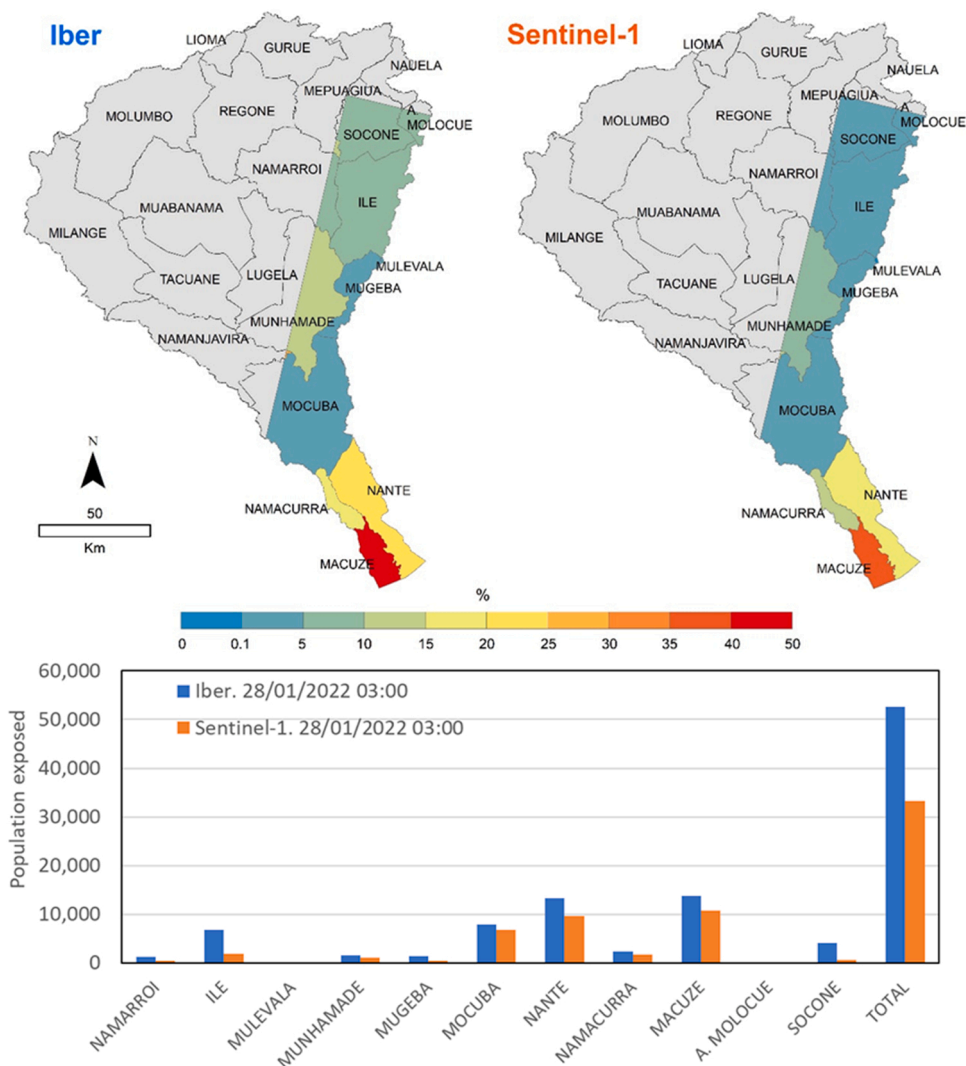 Iber
LIOMA
GURUE
NAUELA
MEPUAGIUA
MOLUMBO
REGONE
A.
MOLOCUE
SOCONE
NAMARROI
ILE
MUABANAMA
MILANGE
MULEVALA
TACUANE
LUGELA
MUGEBA
MUNHAMADE
NAMANJAVIRA
MOCUBA
N
NANTE
50
NAMACURRA
Km
MACUZE
Sentinel-1
LIOMA
GURUE
NAUELA
MEPUAGIUA
MOLUMBO
REGONE
A.
MOLOCUE
SOCONE
NAMARROI
ILE
MUABANAMA
MILANGE
MULEVALA
TACUANE
LUGELA
MUGEBA
MUNHAMADE
NAMANJAVIRA
MOCUBA
NANTE
NAMACURRA
MACUZE
%
0 0.1 5 10 15 20 25 30 35 40 50
60,000
50,000
40,000
30,000
20,000
10,000
0
Population exposed
Iber. 28/01/2022 03:00
Sentinel-1. 28/01/2022 03:00
NAMARROI
ILE
MULEVALA
MUNHAMADE
MUGEBA
MOCUBA
NANTE
NAMACURRA
MACUZE
A. MOLOCUE
SOCONE
TOTAL